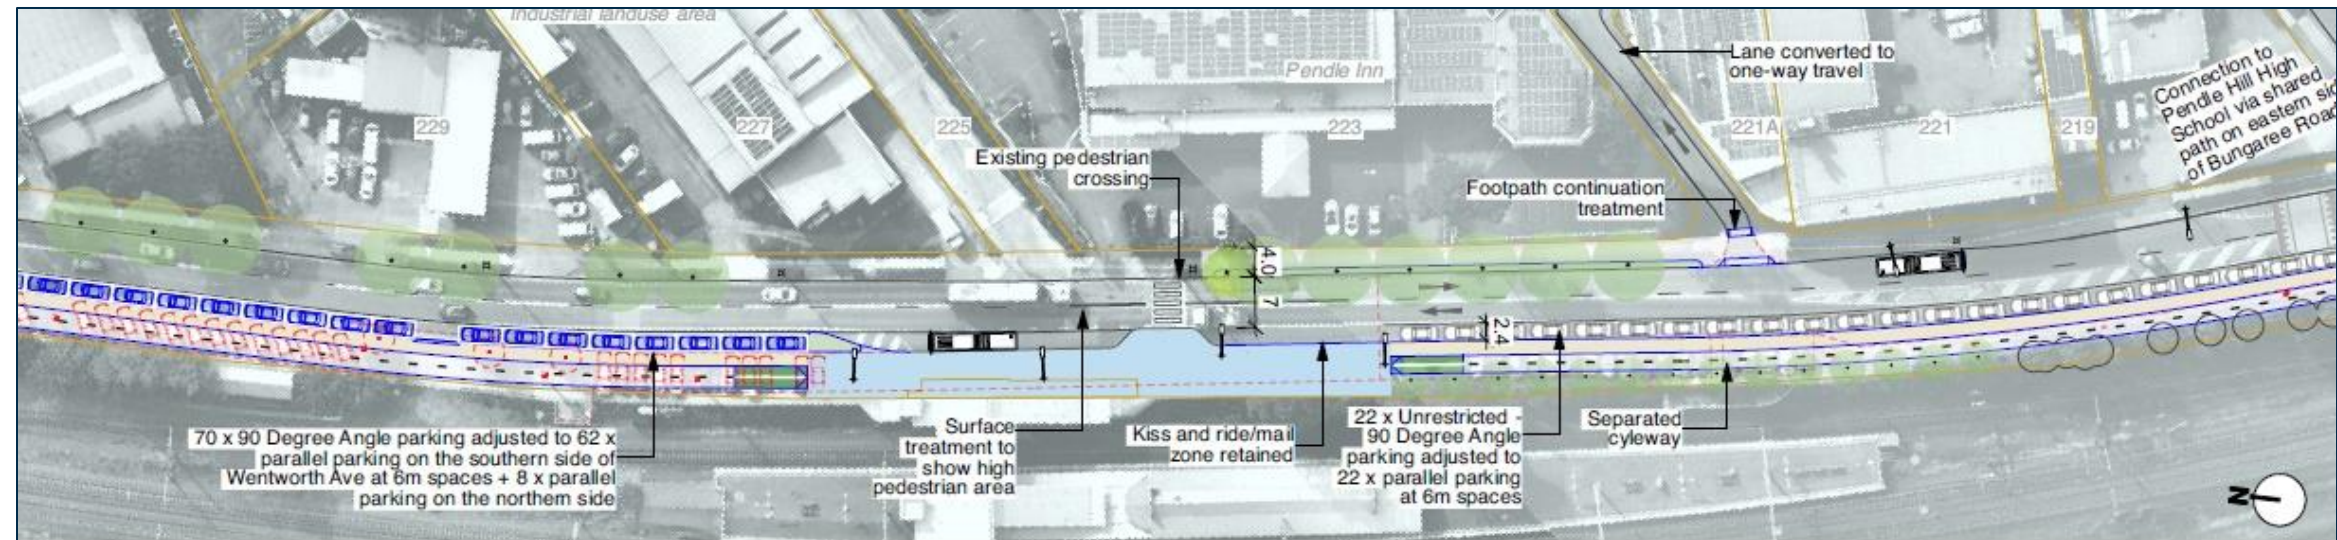 Industrial landuse area
Lane converted to
one-way travel
Pendle Inn
Connection to
Pendle Hill High
School via shared
path on eastern
of Bungaree Road
229
227
225
223
221A
221
219
Existing pedestrian
crossing
Footpath continuation
treatment
4.0
7
2.4
70 x 90 Degree Angle parking adjusted to 62 x
parallel parking on the southern side of
Wentworth Ave at 6m spaces + 8 x parallel
parking on the northern side
Surface
treatment to
show high
pedestrian area
Kiss and ride/mail
zone retained
22 x Unrestricted -
90 Degree Angle
parking adjusted to
22 x parallel parking
at 6m spaces
Separated
cyleway
N